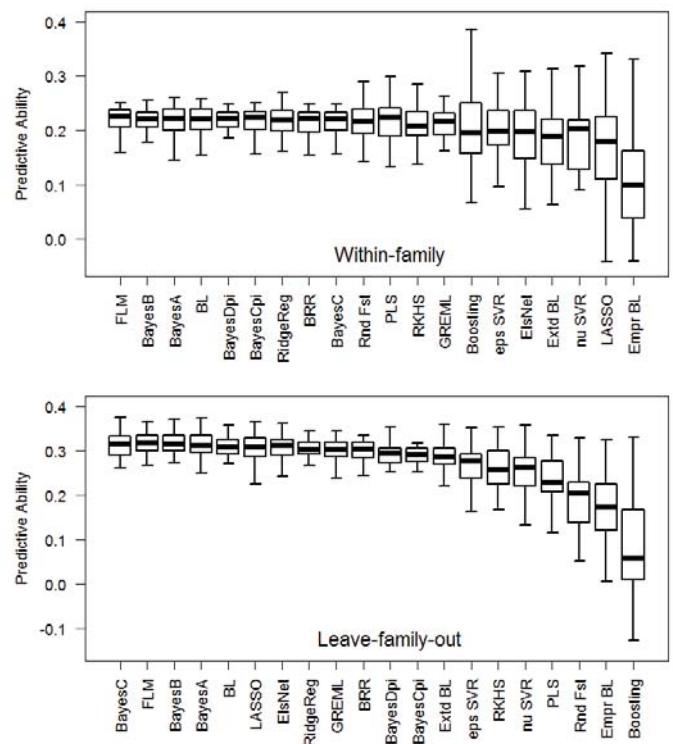 0.4
0.3
0.2
0.1
0.0
Predictive Ability
Within-family
FLM
BayesB
BayesA
BL
BayesDpi
BayesCpi
RidgeReg
BRR
BayesC
Rnd Fst
PLS
RKHS
GREML
Boosting
eps SVR
ElsNet
Extd BL
nu SVR
LASSO
Empr BL
0.4
0.3
0.2
0.1
0.0
-0.1
Predictive Ability
Leave-family-out
BayesC
FLM
BayesB
BayesA
BL
LASSO
ElsNet
RidgeReg
GREML
BRR
BayesDpi
BayesCpi
Extd BL
eps SVR
RKHS
nu SVR
PLS
Rnd Fst
Empr BL
Boosting